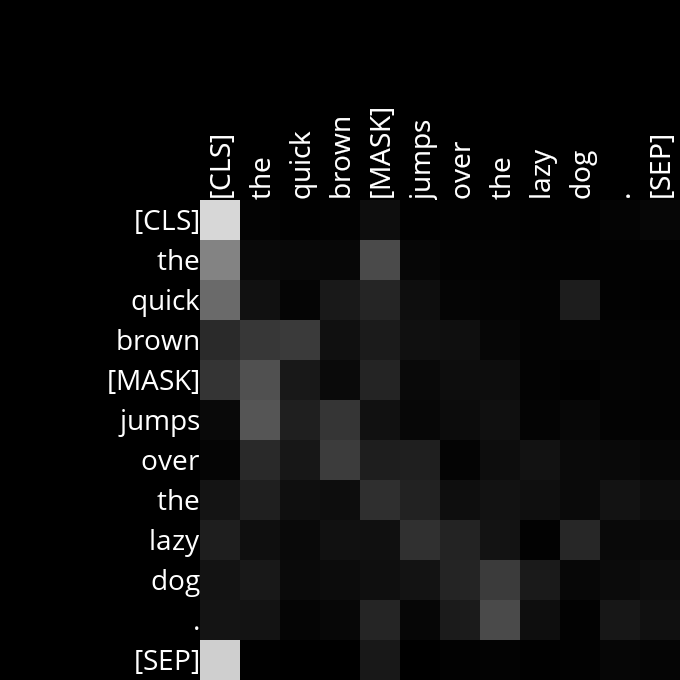 [CLS] the quick brown [MASK] jumps over the lazy dog . [SEP]
[CLS]
the
quick
brown
[MASK]
jumps
over
the
lazy
dog
.
[SEP]